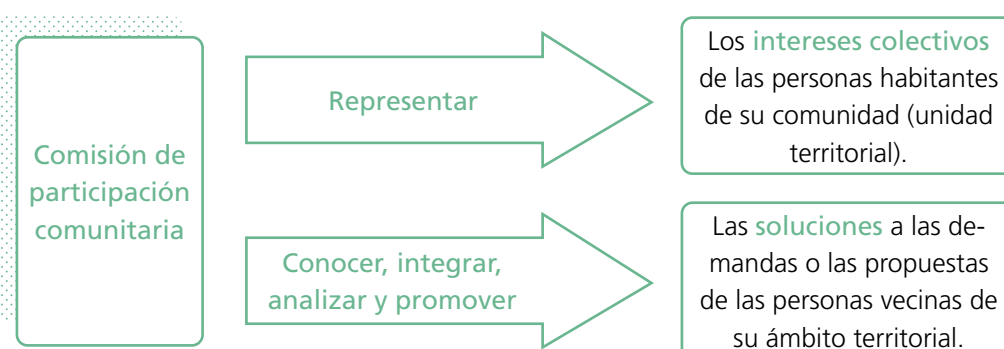 Comisión de
participación
comunitaria
Representar
Los intereses colectivos
de las personas habitantes
de su comunidad (unidad
territorial).
Conocer, integrar,
analizar y promover
Las soluciones a las de-
mandas o las propuestas
de las personas vecinas de
su ámbito territorial.